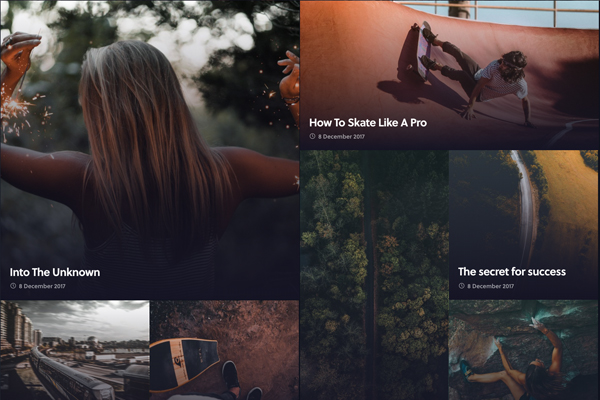 How To Skate Like A Pro
8 December 2017
Into The Unknown
8 December 2017
The secret for success
8 December 2017